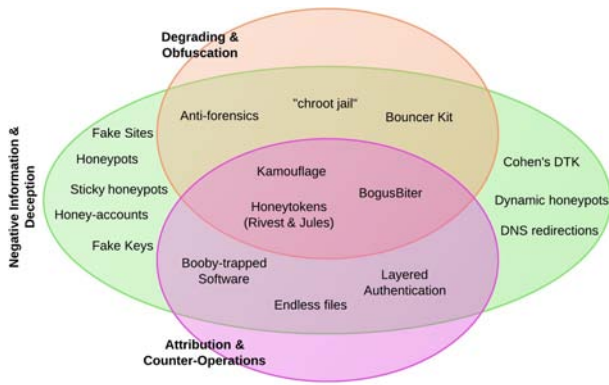 Degrading &
Obfuscation
"chroot jail"
Anti-forensics
Bouncer Kit
Fake Sites
Honeypots
Sticky honeypots
Honey-accounts
Fake Keys
Negative Information &
Deception
Kamouflage
BogusBiter
Honeytokens
(Rivest & Jules)
Cohen's DTK
Dynamic honeypots
DNS redirections
Booby-trapped
Software
Layered
Authentication
Endless files
Attribution &
Counter-Operations